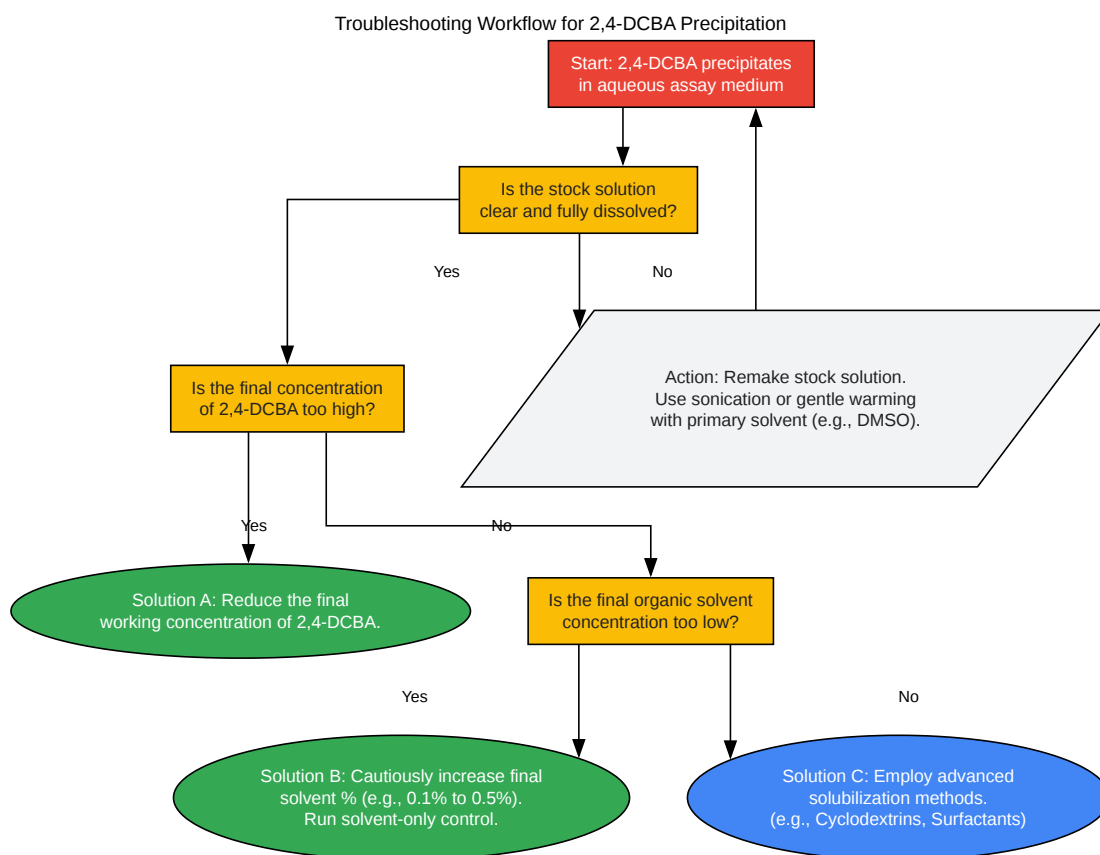 Troubleshooting Workflow for 2,4-DCBA Precipitation
Start: 2,4-DCBA precipitates
in aqueous assay medium
Is the stock solution
clear and fully dissolved?
Yes
No
Is the final concentration
of 2,4-DCBA too high?
Action: Remake stock solution.
Use sonication or gentle warming
with primary solvent (e.g., DMSO).
Yes
No
Solution A: Reduce the final
working concentration of 2,4-DCBA.
Is the final organic solvent
concentration too low?
Yes
No
Solution B: Cautiously increase final
solvent % (e.g., 0.1% to 0.5%).
Run solvent-only control.
Solution C: Employ advanced
solubilization methods.
(e.g., Cyclodextrins, Surfactants)